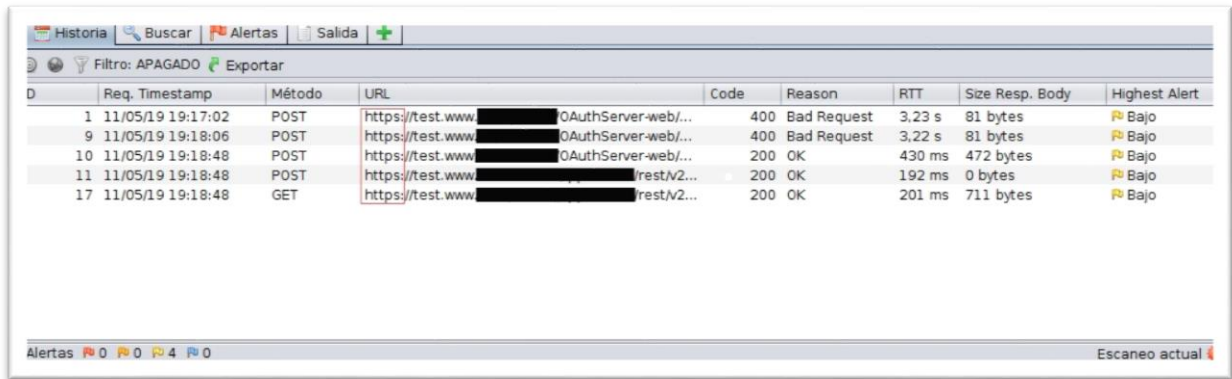 Historia Buscar Alertas Salida
Filtro: APAGADO Exportar
D Req. Timestamp Método URL Code Reason RTT Size Resp. Body Highest Alert
1 11/05/19 19:17:02 POST https://test.www. /OAuthServer-web/... 400 Bad Request 3,23 s 81 bytes Bajo
9 11/05/19 19:18:06 POST https://test.www. /OAuthServer-web/... 400 Bad Request 3,22 s 81 bytes Bajo
10 11/05/19 19:18:48 POST https://test.www. /OAuthServer-web/... 200 OK 430 ms 472 bytes Bajo
11 11/05/19 19:18:48 POST https://test.www. /rest/v2... 200 OK 192 ms 0 bytes Bajo
17 11/05/19 19:18:48 GET https://test.www. /rest/v2... 200 OK 201 ms 711 bytes Bajo
Alertas 0 0 4 0 Escaneo actual